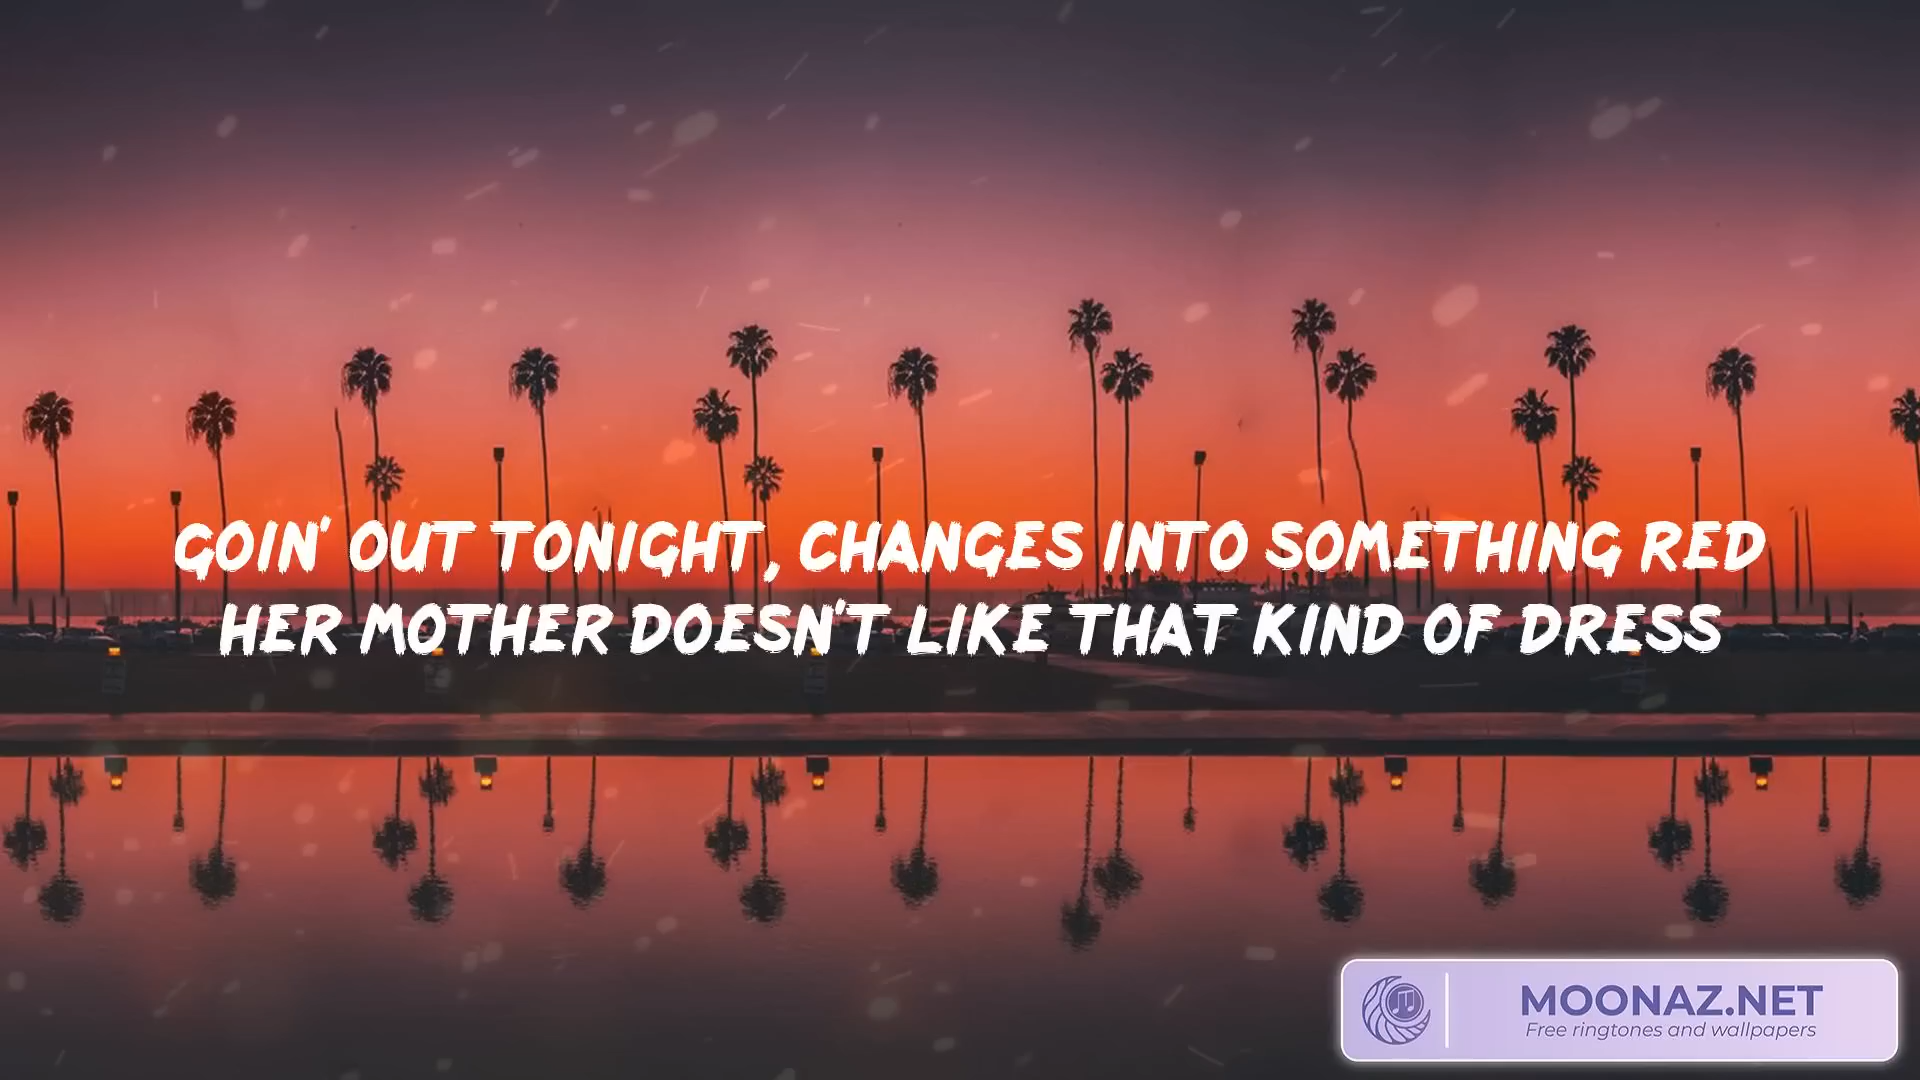 GOIN' OUT TONIGHT, CHANGES INTO SOMETHING RED
HER MOTHER DOESN'T LIKE THAT KIND OF DRESS
MOONAZ.NET
Free ringtones and wallpapers